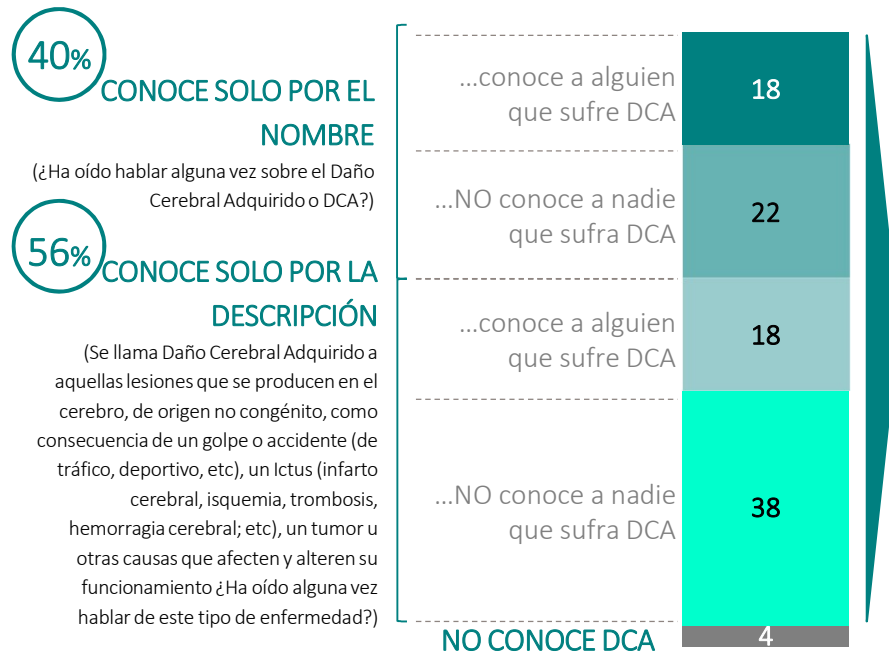 40%
CONOCE SOLO POR EL
NOMBRE
(¿Ha oído hablar alguna vez sobre el Daño
Cerebral Adquirido o DCA?)
...conoce a alguien
que sufre DCA
18
...NO conoce a nadie
que sufra DCA
22
56%
CONOCE SOLO POR LA
DESCRIPCIÓN
(Se llama Daño Cerebral Adquirido a
aquellas lesiones que se producen en el
cerebro, de origen no congénito, como
consecuencia de un golpe o accidente (de
tráfico, deportivo, etc), un Ictus (infarto
cerebral, isquemia, trombosis,
hemorragia cerebral; etc), un tumor u
otras causas que afecten y alteren su
funcionamiento ¿Ha oído alguna vez
hablar de este tipo de enfermedad?)
...conoce a alguien
que sufre DCA
18
...NO conoce a nadie
que sufra DCA
38
NO CONOCE DCA
4